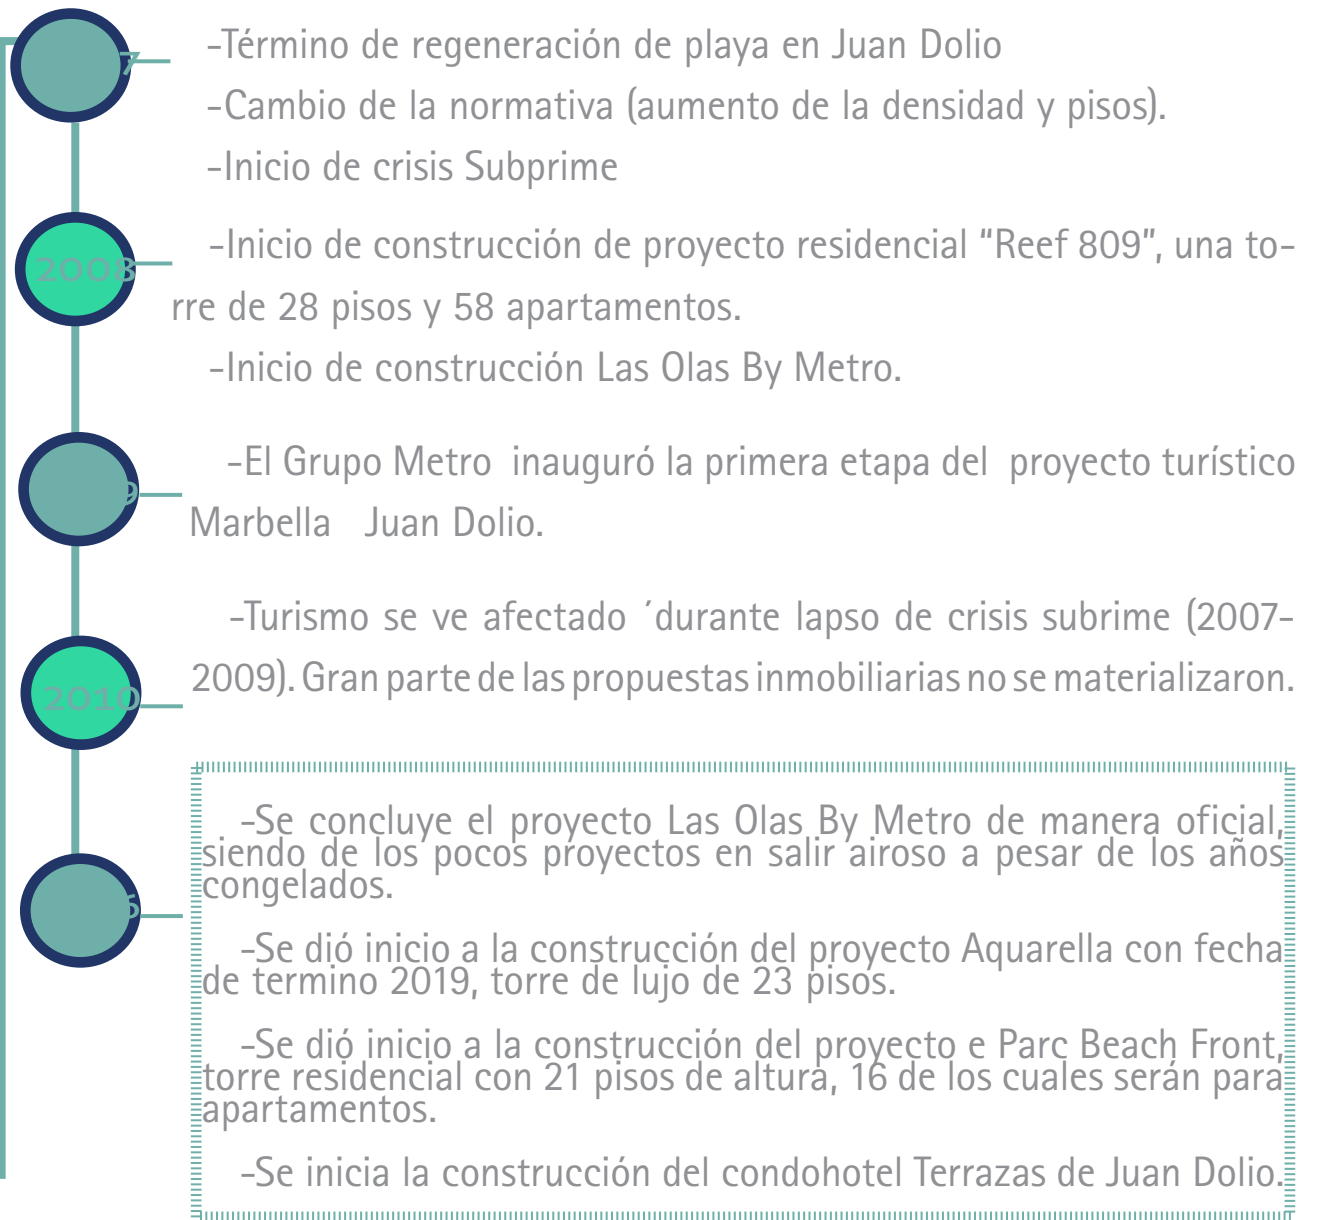 7
-Término de regeneración de playa en Juan Dolio
-Cambio de la normativa (aumento de la densidad y pisos).
-Inicio de crisis Subprime
2008
-Inicio de construcción de proyecto residencial “Reef 809”, una to-
rre de 28 pisos y 58 apartamentos.
-Inicio de construcción Las Olas By Metro.
9
-El Grupo Metro inauguró la primera etapa del proyecto turístico
Marbella Juan Dolio.
2010
-Turismo se ve afectado ´durante lapso de crisis subrime (2007-
2009). Gran parte de las propuestas inmobiliarias no se materializaron.
6
-Se concluye el proyecto Las Olas By Metro de manera oficial,
siendo de los pocos proyectos en salir airoso a pesar de los años
congelados.
-Se dió inicio a la construcción del proyecto Aquarella con fecha
de termino 2019, torre de lujo de 23 pisos.
-Se dió inicio a la construcción del proyecto e Parc Beach Front,
torre residencial con 21 pisos de altura, 16 de los cuales serán para
apartamentos.
-Se inicia la construcción del condohotel Terrazas de Juan Dolio.